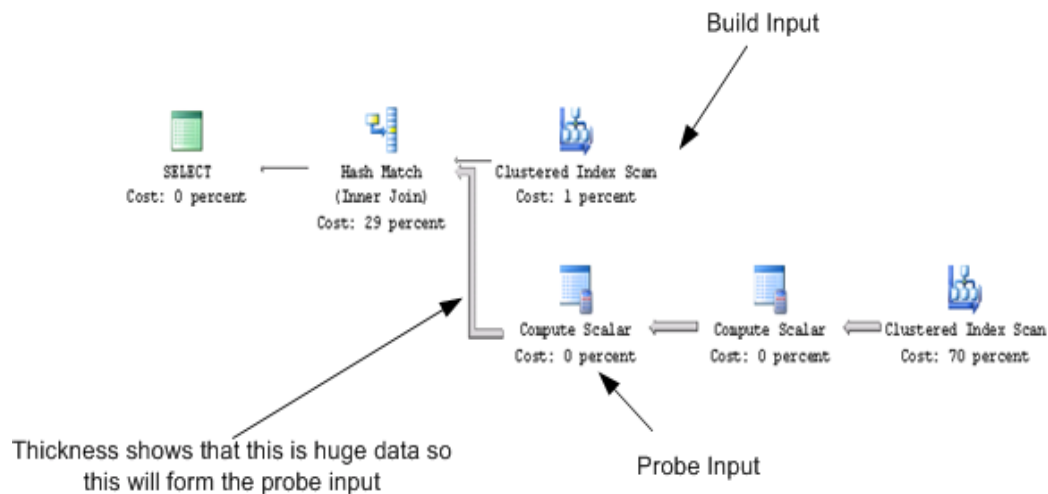 Build Input
SELECT
Cost: 0 percent
Hash Match
(Inner Join)
Cost: 29 percent
Clustered Index Scan
Cost: 1 percent
Compute Scalar
Cost: 0 percent
Compute Scalar
Cost: 0 percent
Clustered Index Scan
Cost: 70 percent
Thickness shows that this is huge data so
this will form the probe input
Probe Input